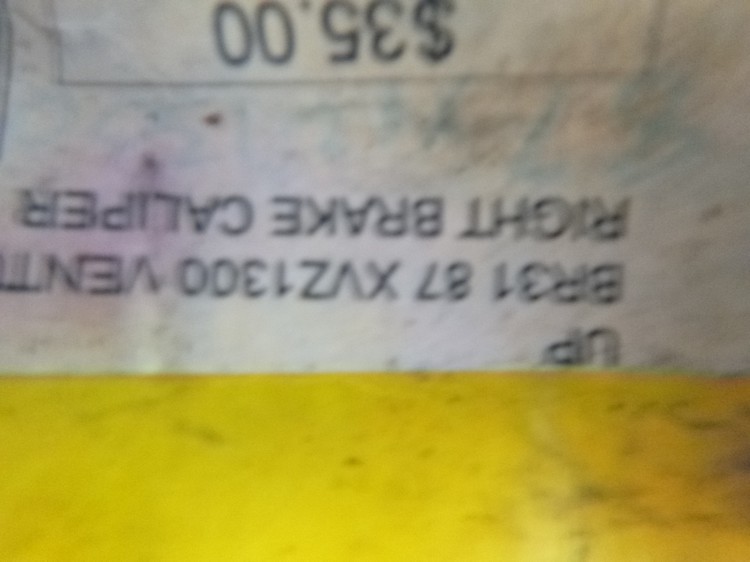 UP
BR31 87 XVZ1300
RIGHT BRAKE CALIPER
$35.00